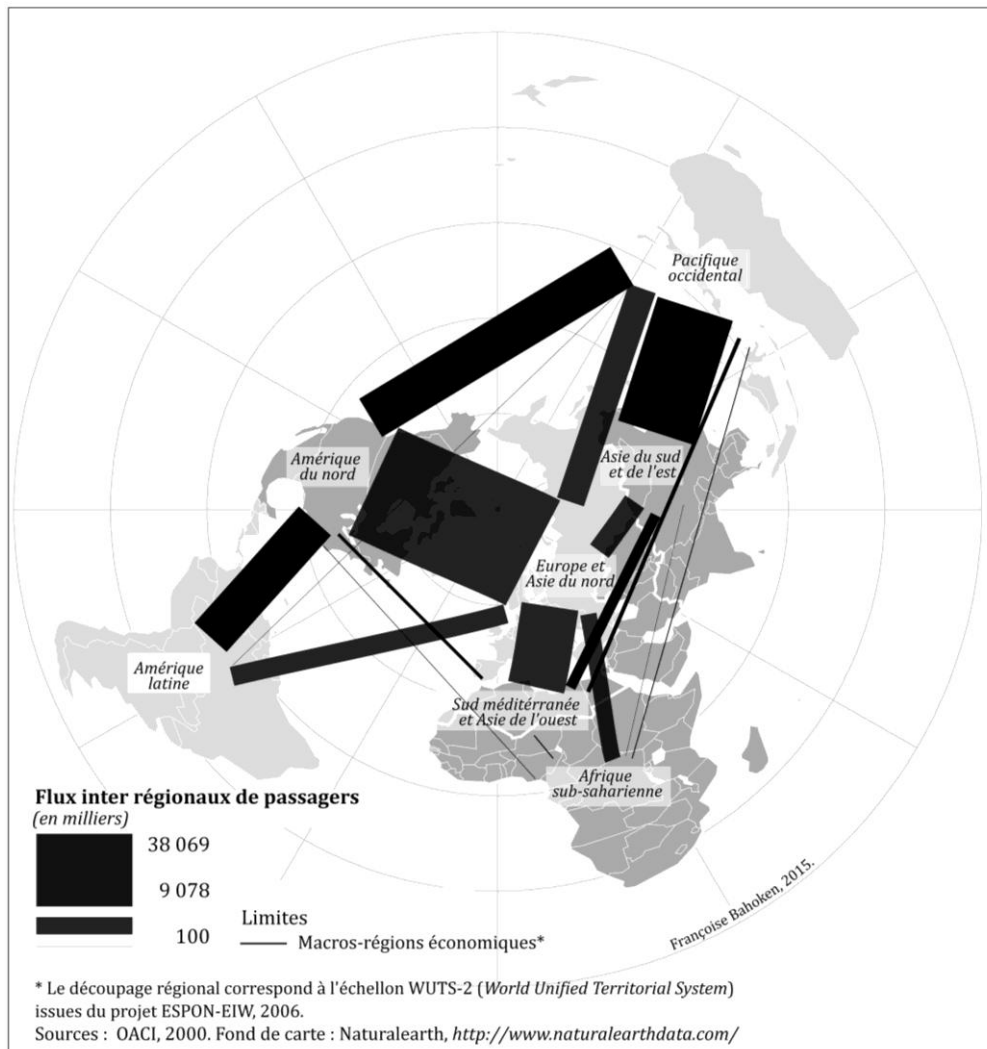 Pacifique
occidental
Amérique
du nord
Asie du sud
et de l'est
Europe et
Asie du nord
Amérique
latine
Sud méditérranée
et Asie de l'ouest
Afrique
sub-saharienne
Flux inter régionaux de passagers
(en milliers)
38 069
9 078
100
Limites
Macros-régions économiques*
Françoise Bahoken, 2015.
* Le découpage régional correspond à l'échellon WUTS-2 (World Unified Territorial System)
issues du projet ESPON-EIW, 2006.
Sources : OACI, 2000. Fond de carte : Naturalearth, http://www.naturalearthdata.com/